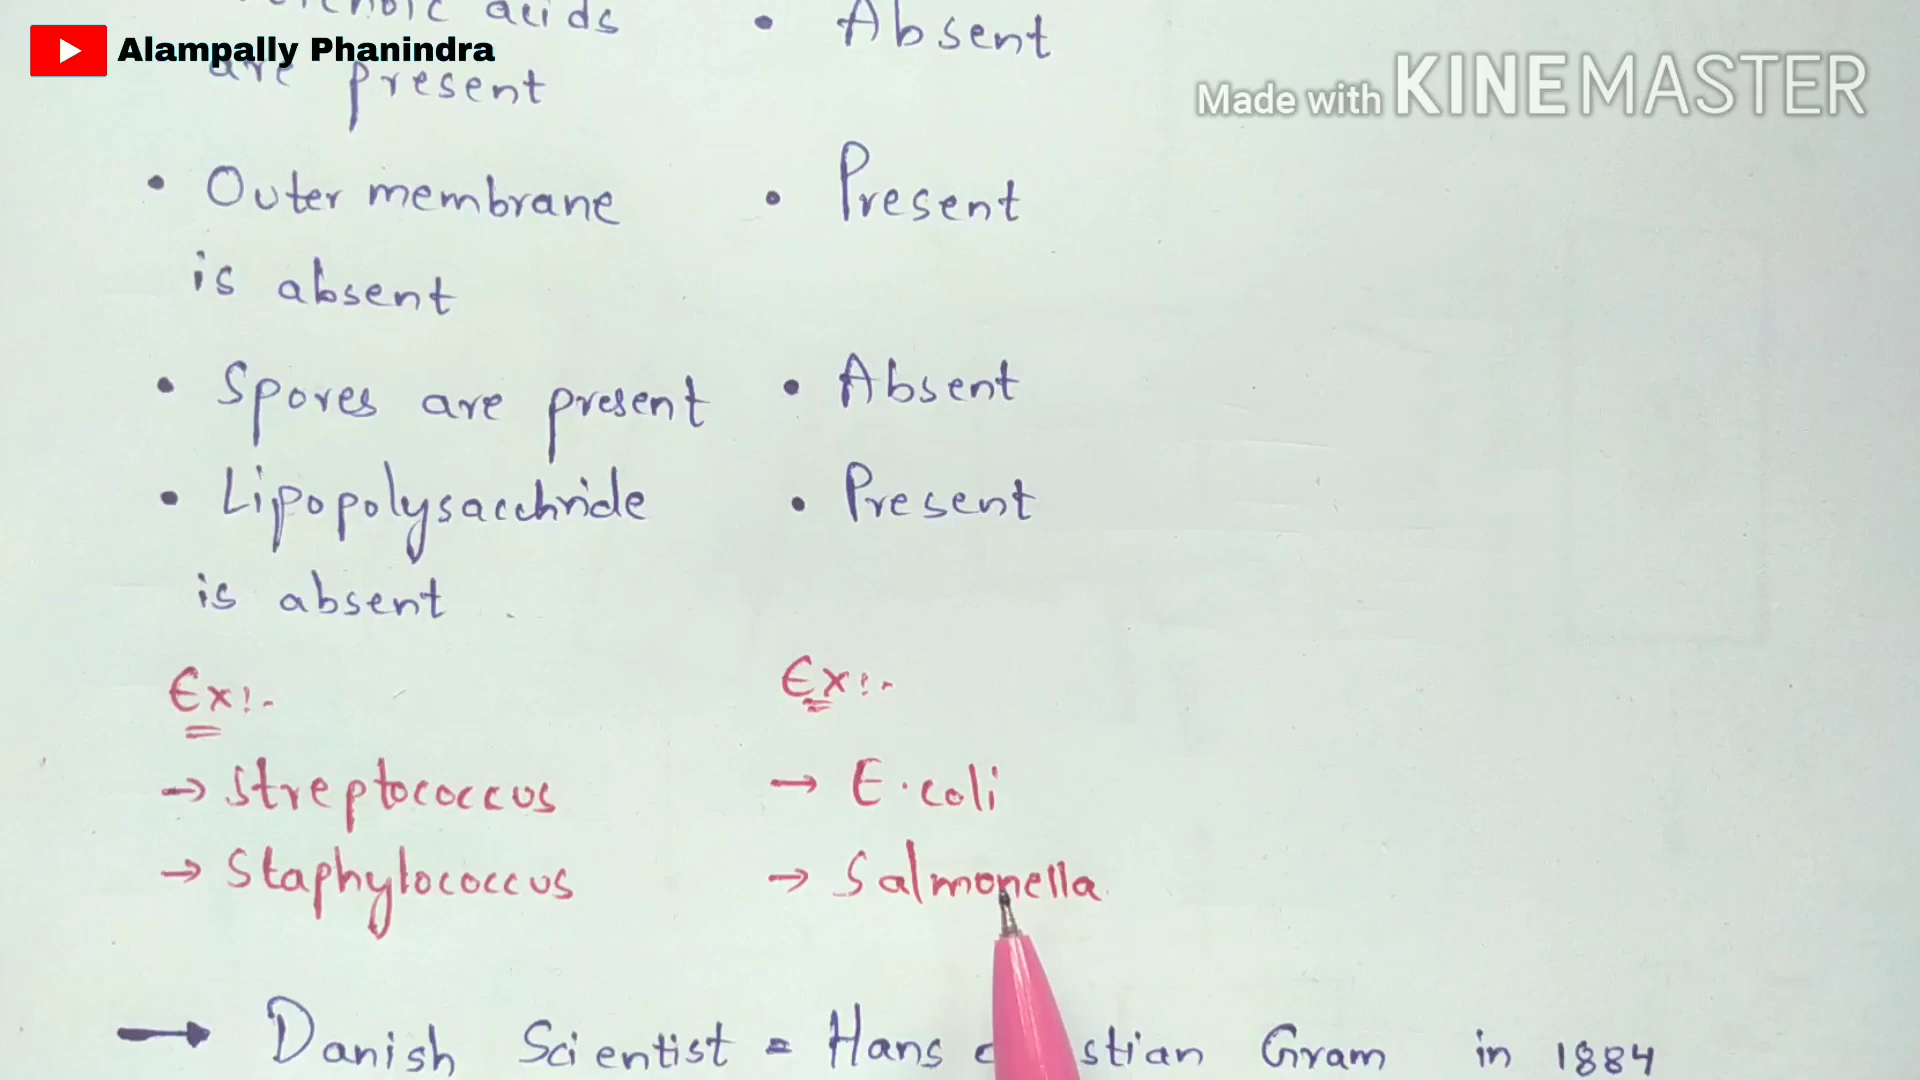 acids • Absent
Alampally Phanindra
are present
Made with KINEMASTER
• Outer membrane • Present
is absent
• Spores are present • Absent
• Lipopolysacchride • Present
is absent
Ex:- Ex:-
→ Streptococcus → E.coli
→ Staphylococcus → Salmonella
→ Danish Scientist = Hans stian Gram in 1884